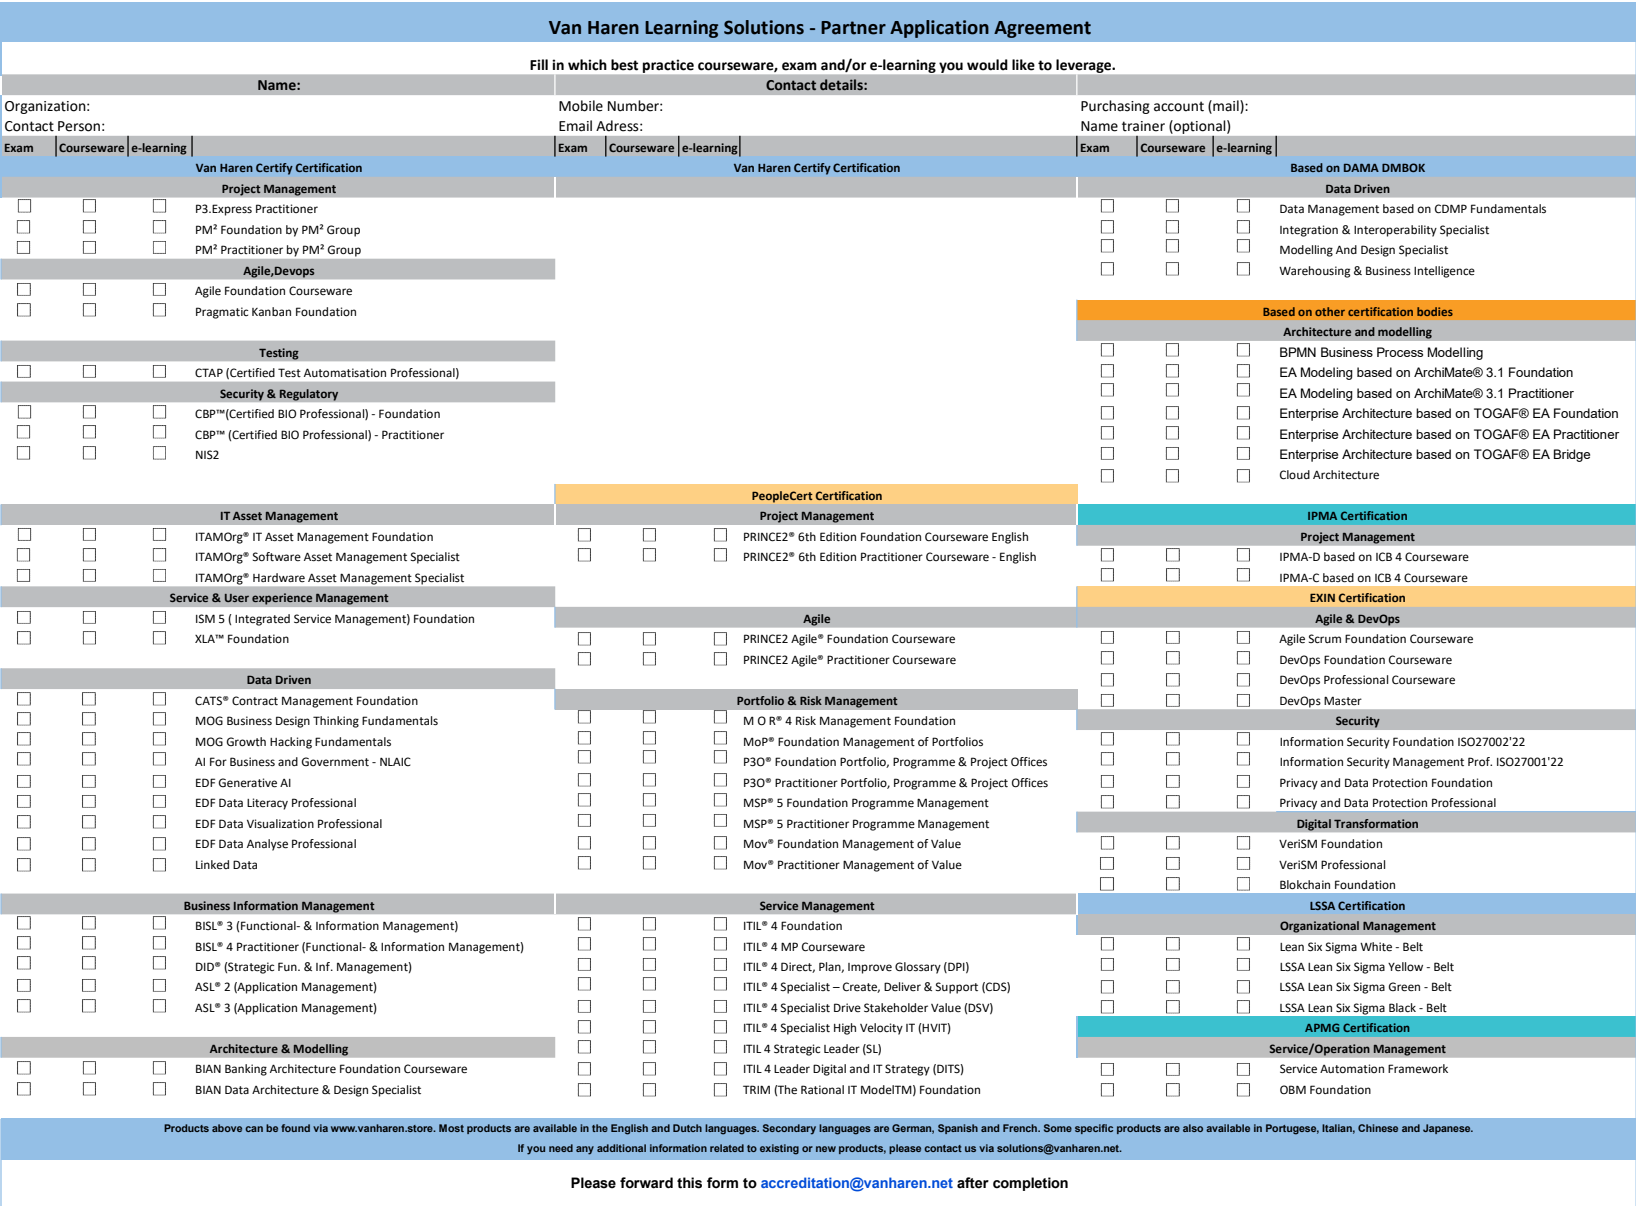 Van Haren Learning Solutions - Partner Application Agreement
Fill in which best practice courseware, exam and/or e-learning you would like to leverage.
Name:
Contact details:
Organization:
Mobile Number:
Purchasing account (mail):
Contact Person:
Email Adress:
Name trainer (optional)
Exam Courseware e-learning
Van Haren Certify Certification
Project Management
P3.Express Practitioner
PM² Foundation by PM² Group
PM² Practitioner by PM² Group
Agile,Devops
Agile Foundation Courseware
Pragmatic Kanban Foundation
Testing
CTAP (Certified Test Automatisation Professional)
Security & Regulatory
CBP™(Certified BIO Professional) - Foundation
CBP™ (Certified BIO Professional) - Practitioner
NIS2
IT Asset Management
ITAMOrg® IT Asset Management Foundation
ITAMOrg® Software Asset Management Specialist
ITAMOrg® Hardware Asset Management Specialist
Service & User experience Management
ISM 5 ( Integrated Service Management) Foundation
XLA™ Foundation
Data Driven
CATS® Contract Management Foundation
MOG Business Design Thinking Fundamentals
MOG Growth Hacking Fundamentals
AI For Business and Government - NLAIC
EDF Generative AI
EDF Data Literacy Professional
EDF Data Visualization Professional
EDF Data Analyse Professional
Linked Data
Business Information Management
BISL® 3 (Functional- & Information Management)
BISL® 4 Practitioner (Functional- & Information Management)
DID® (Strategic Fun. & Inf. Management)
ASL® 2 (Application Management)
ASL® 3 (Application Management)
Architecture & Modelling
BIAN Banking Architecture Foundation Courseware
BIAN Data Architecture & Design Specialist
Exam Courseware e-learning
Van Haren Certify Certification
PeopleCert Certification
Project Management
PRINCE2® 6th Edition Foundation Courseware English
PRINCE2® 6th Edition Practitioner Courseware - English
Agile
PRINCE2 Agile® Foundation Courseware
PRINCE2 Agile® Practitioner Courseware
Portfolio & Risk Management
M O R® 4 Risk Management Foundation
MoP® Foundation Management of Portfolios
P3O® Foundation Portfolio, Programme & Project Offices
P3O® Practitioner Portfolio, Programme & Project Offices
MSP® 5 Foundation Programme Management
MSP® 5 Practitioner Programme Management
Mov® Foundation Management of Value
Mov® Practitioner Management of Value
Service Management
ITIL® 4 Foundation
ITIL® 4 MP Courseware
ITIL® 4 Direct, Plan, Improve Glossary (DPI)
ITIL® 4 Specialist – Create, Deliver & Support (CDS)
ITIL® 4 Specialist Drive Stakeholder Value (DSV)
ITIL® 4 Specialist High Velocity IT (HVIT)
ITIL 4 Strategic Leader (SL)
ITIL 4 Leader Digital and IT Strategy (DITS)
TRIM (The Rational IT ModelTM) Foundation
Exam Courseware e-learning
Based on DAMA DMBOK
Data Driven
Data Management based on CDMP Fundamentals
Integration & Interoperability Specialist
Modelling And Design Specialist
Warehousing & Business Intelligence
Based on other certification bodies
Architecture and modelling
BPMN Business Process Modelling
EA Modeling based on ArchiMate® 3.1 Foundation
EA Modeling based on ArchiMate® 3.1 Practitioner
Enterprise Architecture based on TOGAF® EA Foundation
Enterprise Architecture based on TOGAF® EA Practitioner
Enterprise Architecture based on TOGAF® EA Bridge
Cloud Architecture
IPMA Certification
Project Management
IPMA-D based on ICB 4 Courseware
IPMA-C based on ICB 4 Courseware
EXIN Certification
Agile & DevOps
Agile Scrum Foundation Courseware
DevOps Foundation Courseware
DevOps Professional Courseware
DevOps Master
Security
Information Security Foundation ISO27002'22
Information Security Management Prof. ISO27001'22
Privacy and Data Protection Foundation
Privacy and Data Protection Professional
Digital Transformation
VeriSM Foundation
VeriSM Professional
Blokchain Foundation
LSSA Certification
Organizational Management
Lean Six Sigma White - Belt
LSSA Lean Six Sigma Yellow - Belt
LSSA Lean Six Sigma Green - Belt
LSSA Lean Six Sigma Black - Belt
APMG Certification
Service/Operation Management
Service Automation Framework
OBM Foundation
Products above can be found via www.vanharen.store. Most products are available in the English and Dutch languages. Secondary languages are German, Spanish and French. Some specific products are also available in Portugese, Italian, Chinese and Japanese.
If you need any additional information related to existing or new products, please contact us via solutions@vanharen.net.
Please forward this form to accreditation@vanharen.net after completion